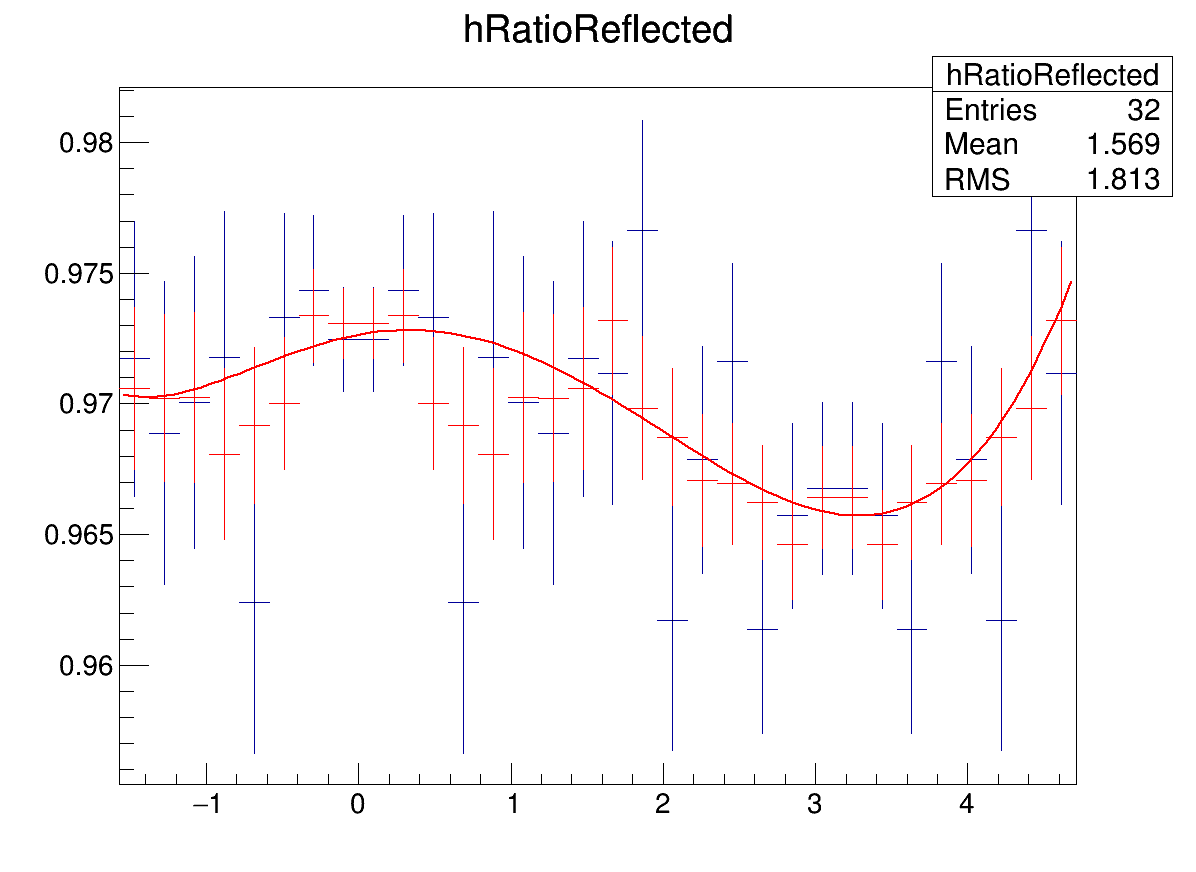 hRatioReflected
hRatioReflected
Entries 32
Mean 1.569
RMS 1.813
0.98
0.975
0.97
0.965
0.96
−1 0 1 2 3 4